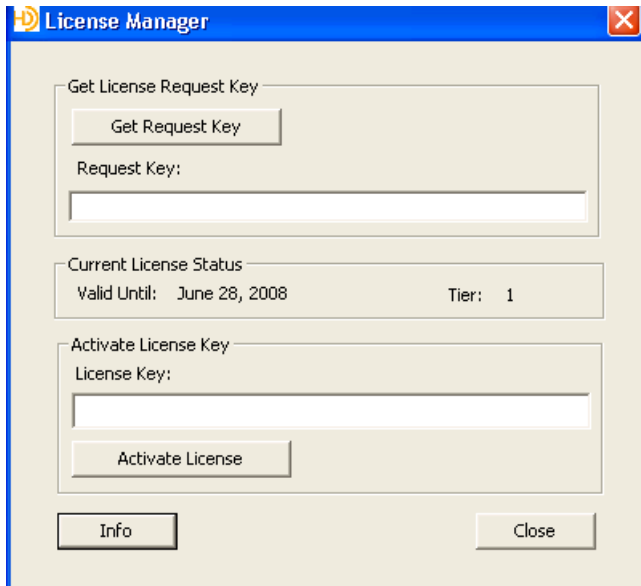 HD License Manager
Get License Request Key
Get Request Key
Request Key:
Current License Status
Valid Until: June 28, 2008 Tier: 1
Activate License Key
License Key:
Activate License
Info Close